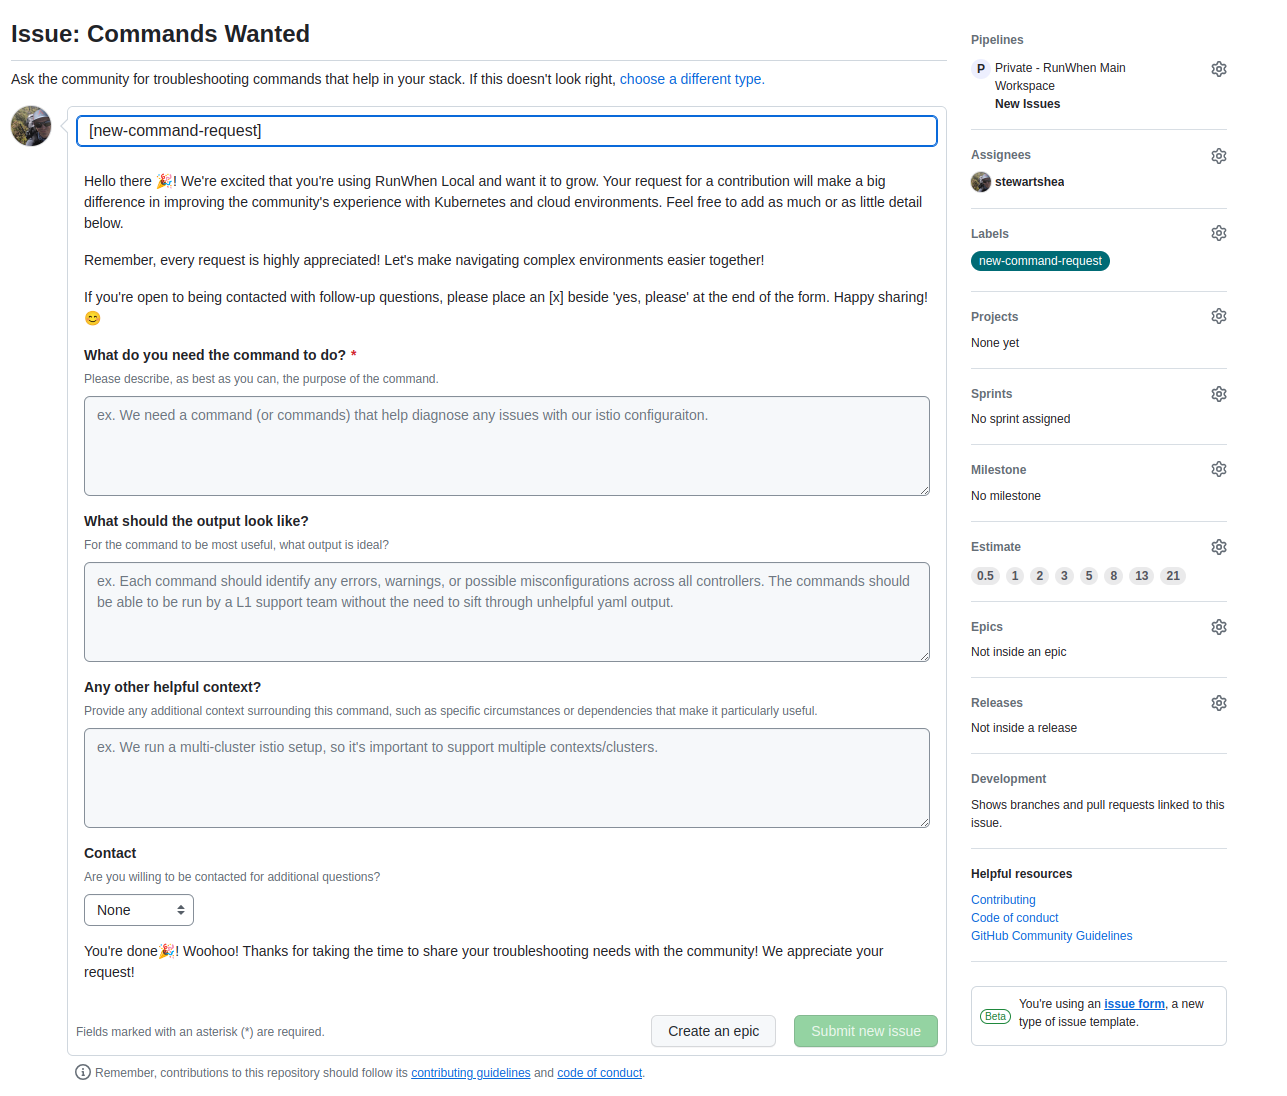 Issue: Commands Wanted
Ask the community for troubleshooting commands that help in your stack. If this doesn't look right, choose a different type.
[new-command-request]
Hello there 🎉! We're excited that you're using RunWhen Local and want it to grow. Your request for a contribution will make a big
difference in improving the community's experience with Kubernetes and cloud environments. Feel free to add as much or as little detail
below.
Remember, every request is highly appreciated! Let's make navigating complex environments easier together!
If you're open to being contacted with follow-up questions, please place an [x] beside 'yes, please' at the end of the form. Happy sharing!
😊
What do you need the command to do? *
Please describe, as best as you can, the purpose of the command.
ex. We need a command (or commands) that help diagnose any issues with our istio configuraiton.
What should the output look like?
For the command to be most useful, what output is ideal?
ex. Each command should identify any errors, warnings, or possible misconfigurations across all controllers. The commands should
be able to be run by a L1 support team without the need to sift through unhelpful yaml output.
Any other helpful context?
Provide any additional context surrounding this command, such as specific circumstances or dependencies that make it particularly useful.
ex. We run a multi-cluster istio setup, so it's important to support multiple contexts/clusters.
Contact
Are you willing to be contacted for additional questions?
None
You're done🎉! Woohoo! Thanks for taking the time to share your troubleshooting needs with the community! We appreciate your
request!
Fields marked with an asterisk (*) are required.
Create an epic
Submit new issue
Remember, contributions to this repository should follow its contributing guidelines and code of conduct.
Pipelines
P Private - RunWhen Main
Workspace
New Issues
Assignees
stewartshea
Labels
new-command-request
Projects
None yet
Sprints
No sprint assigned
Milestone
No milestone
Estimate
0.5 1 2 3 5 8 13 21
Epics
Not inside an epic
Releases
Not inside a release
Development
Shows branches and pull requests linked to this
issue.
Helpful resources
Contributing
Code of conduct
GitHub Community Guidelines
Beta
You're using an issue form, a new
type of issue template.